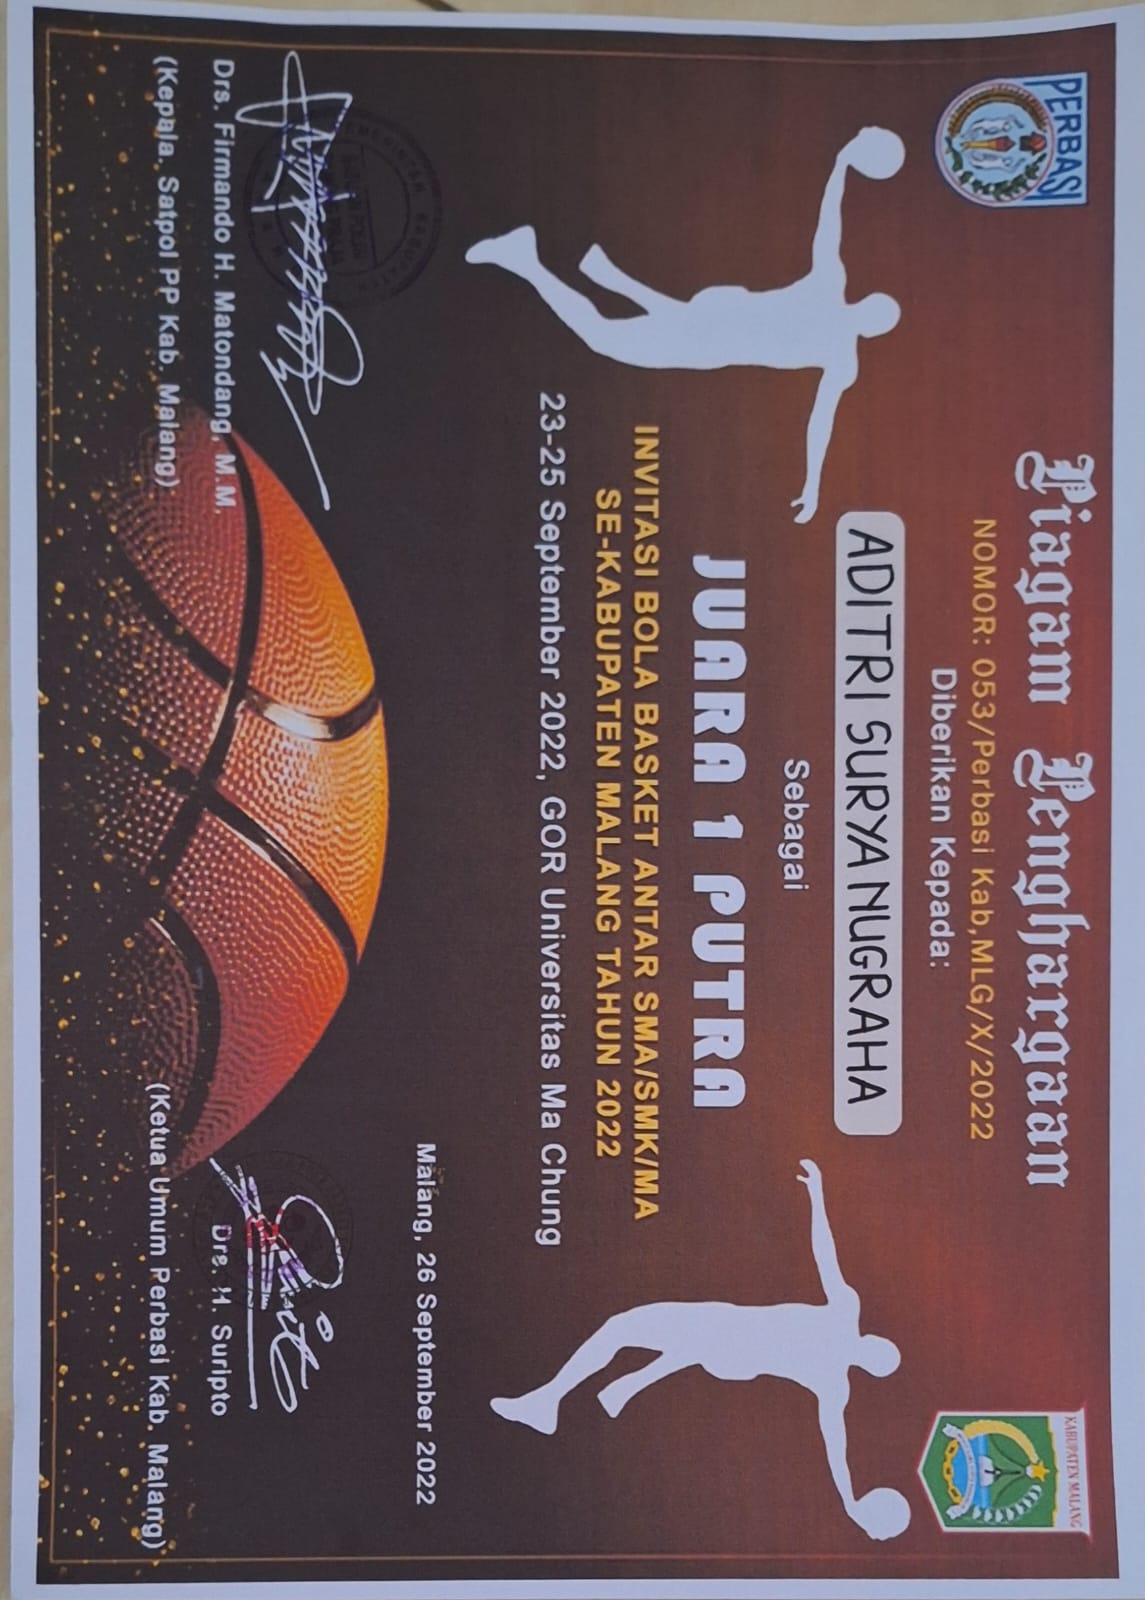 PERBASI
KABUPATEN MALANG
Piagam Penghargaan
NOMOR: 053/Perbasi Kab,MLG/X/2022
Diberikan Kepada:
ADITRI SURYA NUGRAHA
Sebagai
JUARA 1 PUTRA
INVITASI BOLA BASKET ANTAR SMA/SMK/MA
SE-KABUPATEN MALANG TAHUN 2022
23-25 September 2022, GOR Universitas Ma Chung
Malang, 26 September 2022
Drs. Firmando H. Matondang, M.M.
(Kepala. Satpol PP Kab. Malang)
Drs. H. Suripto
(Ketua Umum Perbasi Kab. Malang)